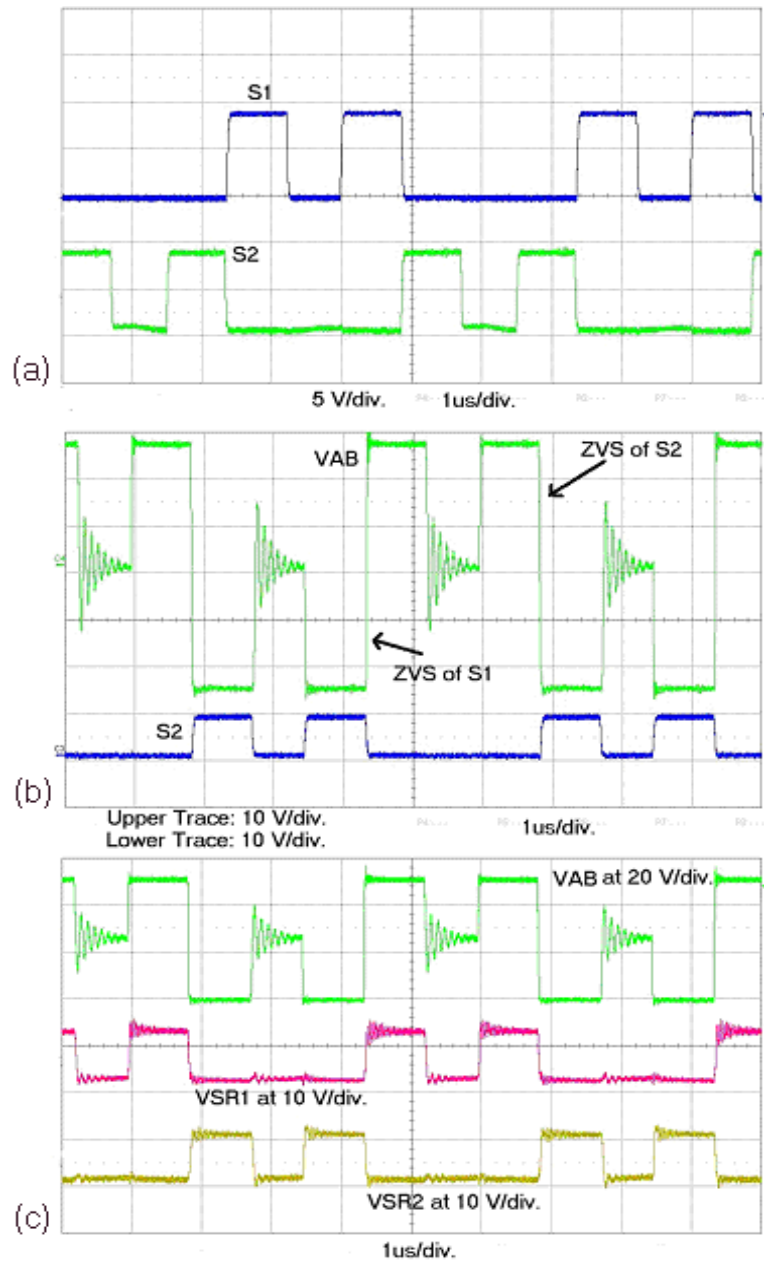 S1
S2
(a)
5 V/div. 1us/div.
VAB
ZVS of S2
ZVS of S1
S2
(b)
Upper Trace: 10 V/div.
Lower Trace: 10 V/div.
1us/div.
VAB at 20 V/div.
VSR1 at 10 V/div.
VSR2 at 10 V/div.
(c)
1us/div.